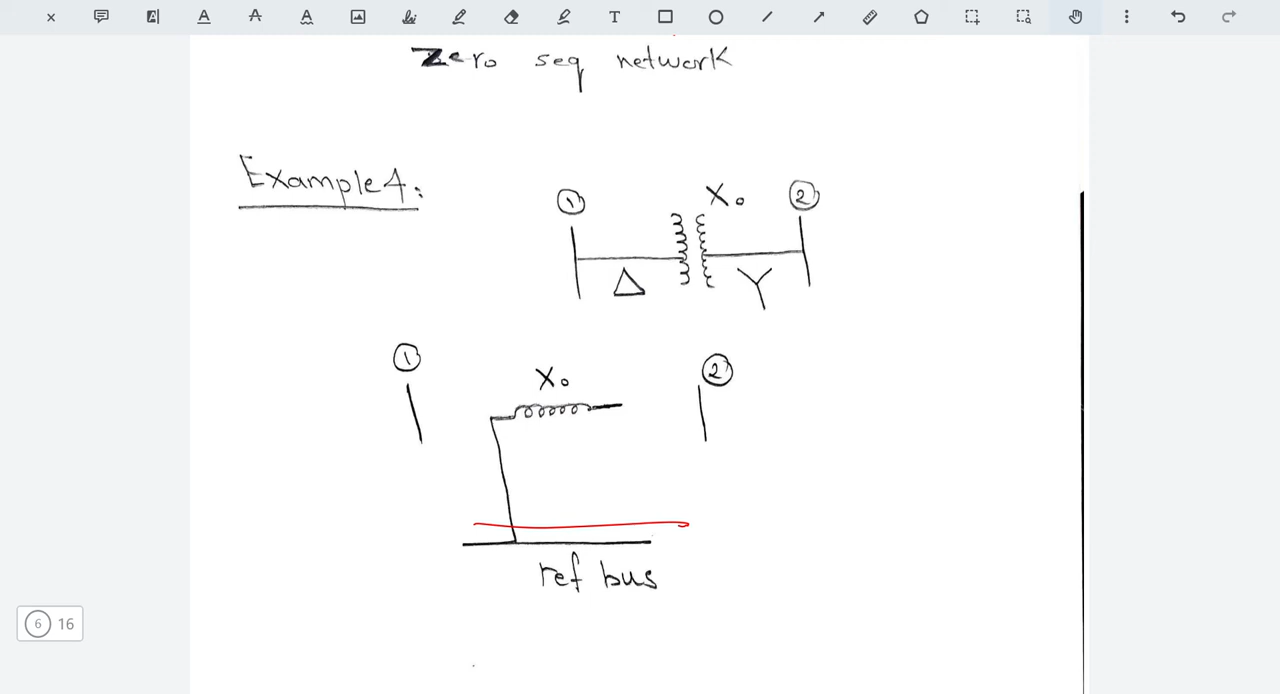 Zero seq network
Example 4:
① X₀ ②
Δ Y
① X₀ ②
ref bus
6 16